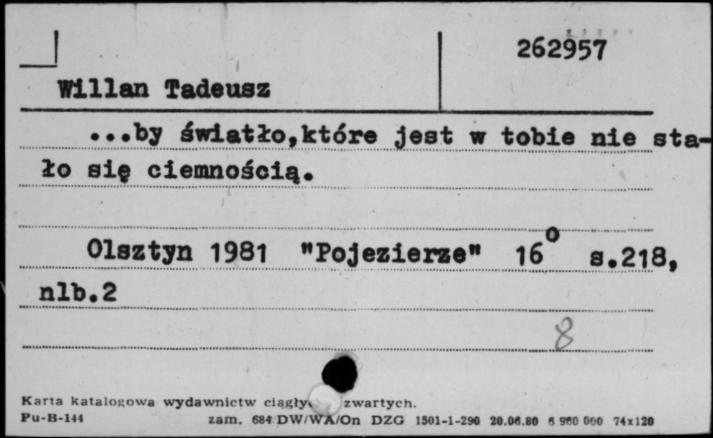 262957
Willan Tadeusz
...by światło,które jest w tobie nie sta-
ło się ciemnością.
Olsztyn 1981 "Pojezierze" 16° s.218,
nlb.2
8
Karta katalogowa wydawnictw ciągły zwartych.
Pu-B-144 zam. 684 DW/WA/On DZG 1501-1-290 20.06.80 6 980 000 74x120